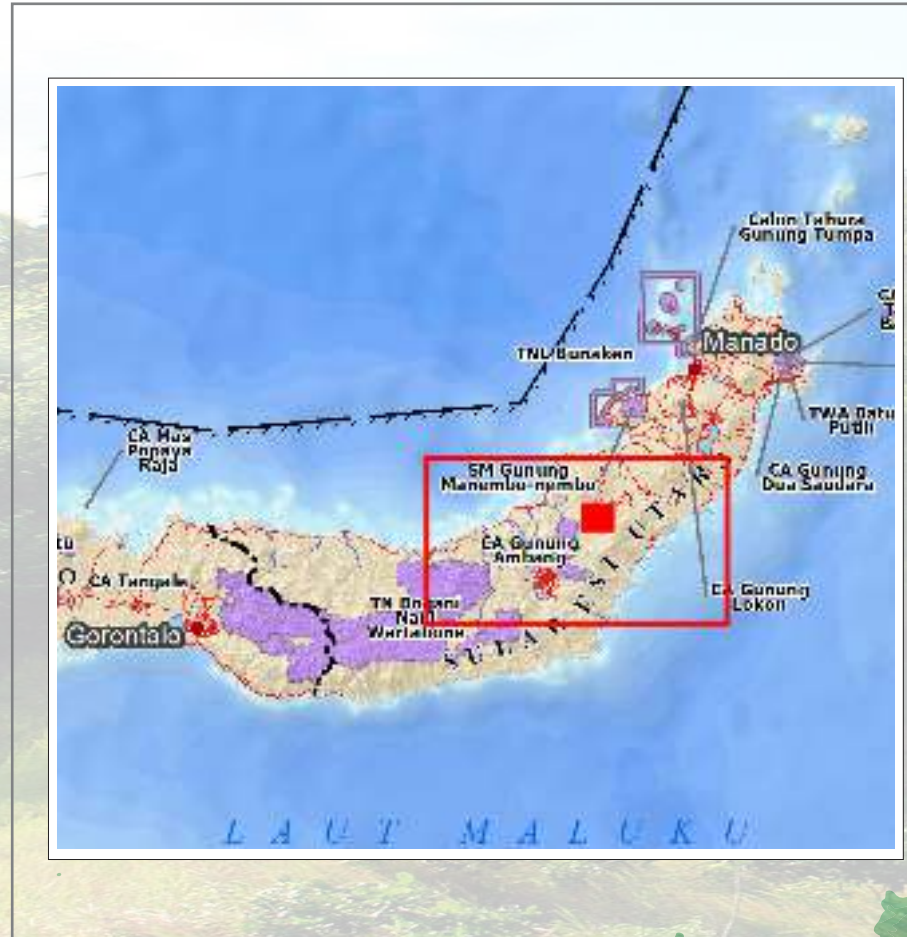 Calon Tahura
Gunung Tumpa
CA
Manado
TNL Bunaken
TWA Batu
Putih
CA Mas
Popaya
Raja
CA Gunung
Dua Saudara
SM Gunung
Manembo-nembo
CA Gunung
Ambang
CA Tangale
CA Gunung
Lokon
TN Bogani
Nani
Wartabone
Gorontalo
SULAWESI UTARA
LAUT MALUKU